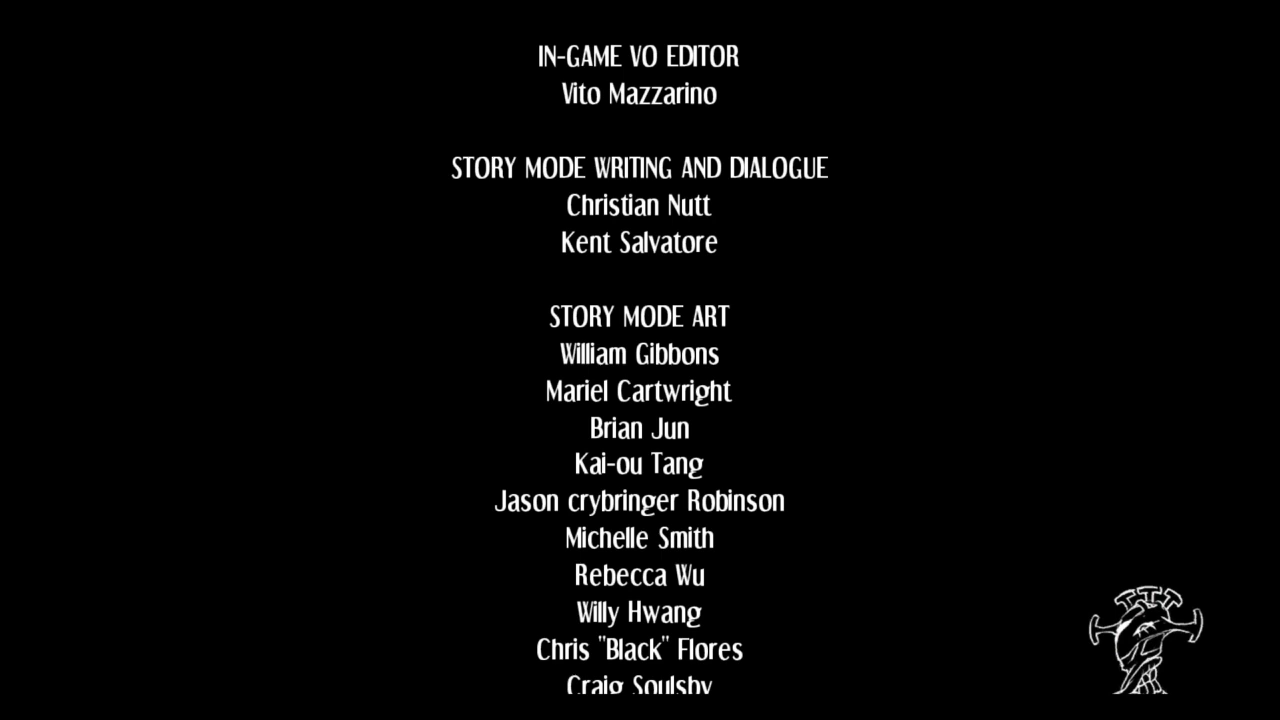 IN-GAME VO EDITOR
Vito Mazzarino
STORY MODE WRITING AND DIALOGUE
Christian Nutt
Kent Salvatore
STORY MODE ART
William Gibbons
Mariel Cartwright
Brian Jun
Kai-ou Tang
Jason crybringer Robinson
Michelle Smith
Rebecca Wu
Willy Hwang
Chris "Black" Flores
Craig Soulsby